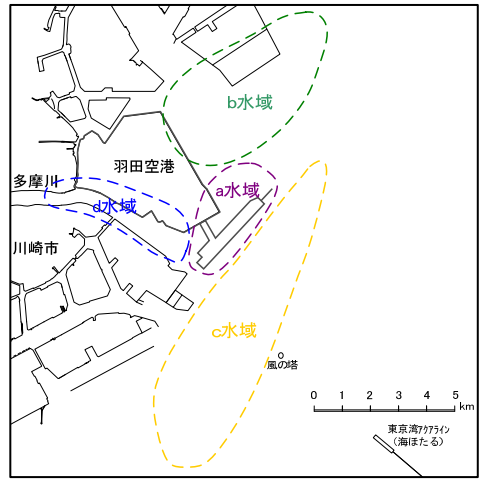 b水域
羽田空港
多摩川
a水域
d水域
川崎市
c水域
風の塔
0 1 2 3 4 5
km
東京湾ｱｸｱﾗｲﾝ
(海ほたる)